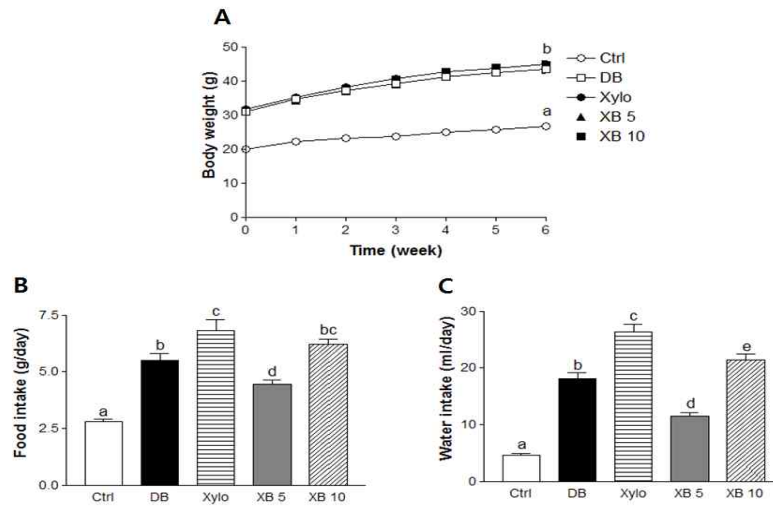 A
50
40
30
20
10
0
Body weight (g)
b
a
0 1 2 3 4 5 6
Time (week)
Ctrl
DB
Xylo
XB 5
XB 10
B
7.5
5.0
2.5
0.0
Food intake (g/day)
a
b
c
d
bc
Ctrl DB Xylo XB 5 XB 10
C
30
20
10
0
Water intake (ml/day)
a
b
c
d
e
Ctrl DB Xylo XB 5 XB 10